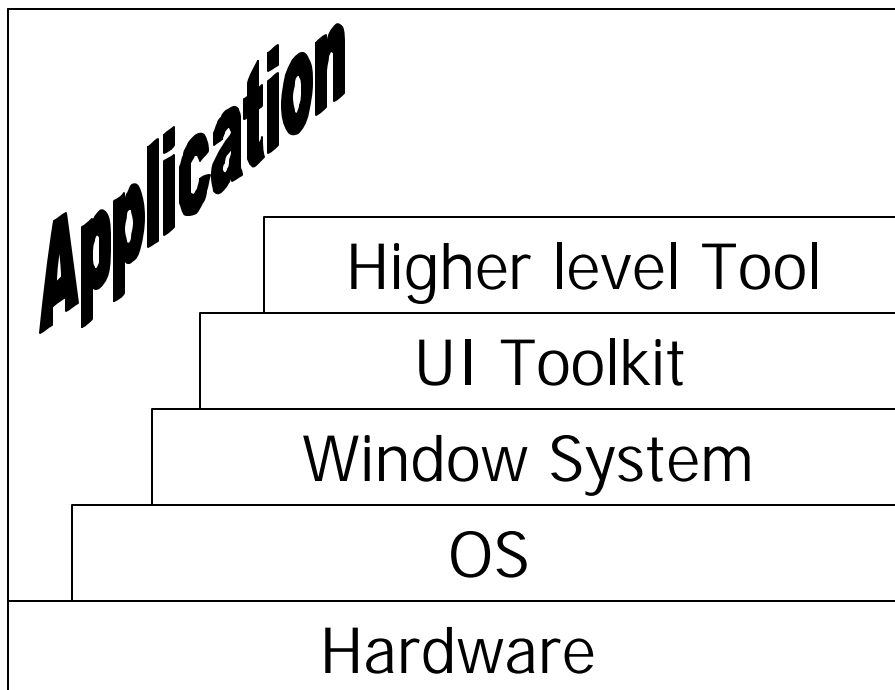 Application
Higher level Tool
UI Toolkit
Window System
OS
Hardware